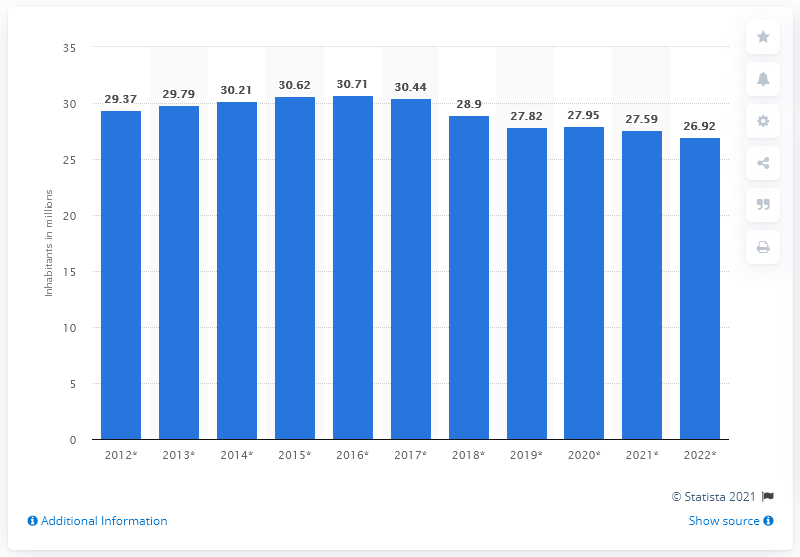 35
30
25
20
15
10
5
0
Inhabitants in millions
29.37 29.79 30.21 30.62 30.71 30.44 28.9 27.82 27.95 27.59 26.92
2012* 2013* 2014* 2015* 2016* 2017* 2018* 2019* 2020* 2021* 2022*
© Statista 2021
Additional Information
Show source